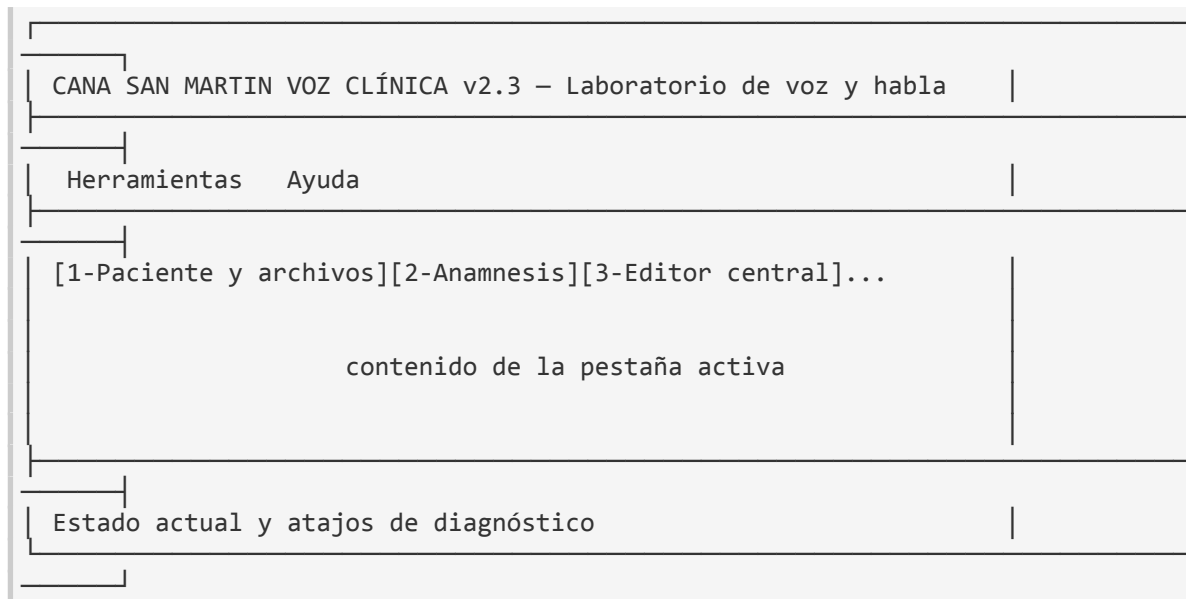 CANA SAN MARTIN VOZ CLÍNICA v2.3 — Laboratorio de voz y habla
Herramientas Ayuda
[1-Paciente y archivos][2-Anamnesis][3-Editor central]...
contenido de la pestaña activa
Estado actual y atajos de diagnóstico